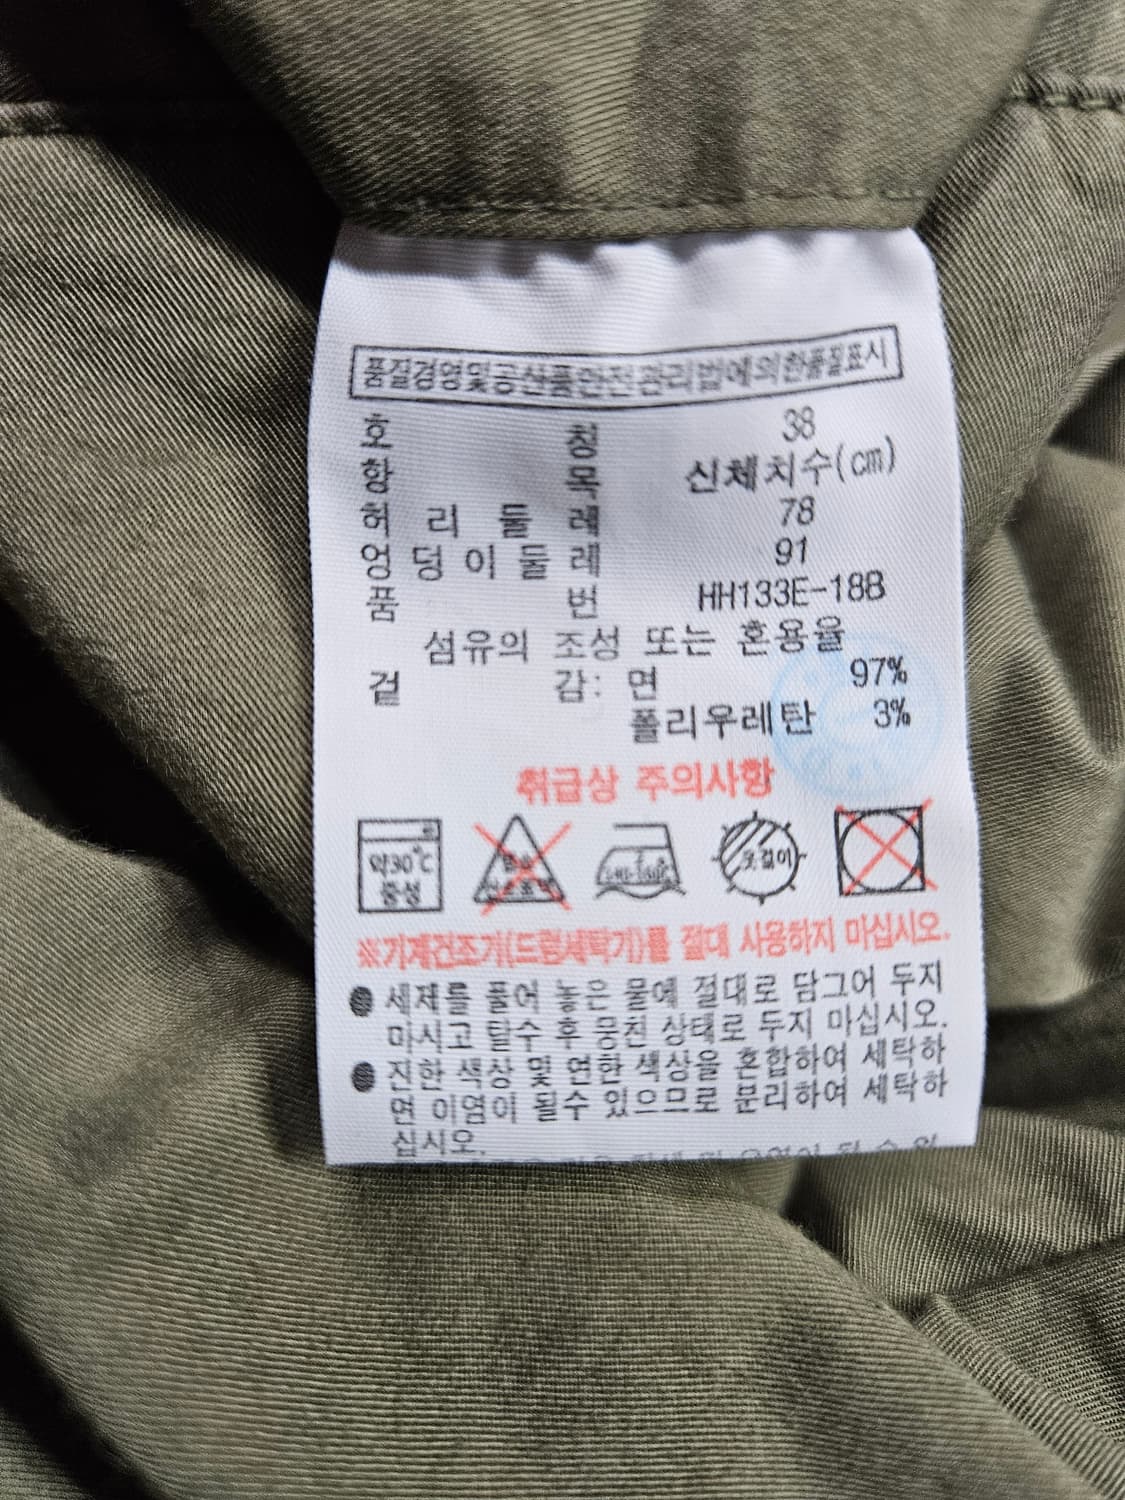 품질경영및공산품안전관리법에의한품질표시
호 칭 38
항 목 신체치수(cm)
허 리 둘 레 78
엉 덩 이 둘 레 91
품 번 HH133E-18B
섬유의 조성 또는 혼용율
겉 감: 면 97%
폴리우레탄 3%
취급상 주의사항
약30℃
중성
옷걸이
※기계건조기(드럼세탁기)를 절대 사용하지 마십시오.
● 세제를 풀어 놓은 물에 절대로 담그어 두지
마시고 탈수 후 뭉친 상태로 두지 마십시오.
● 진한 색상 및 연한 색상을 혼합하여 세탁하
면 이염이 될수 있으므로 분리하여 세탁하
십시오.